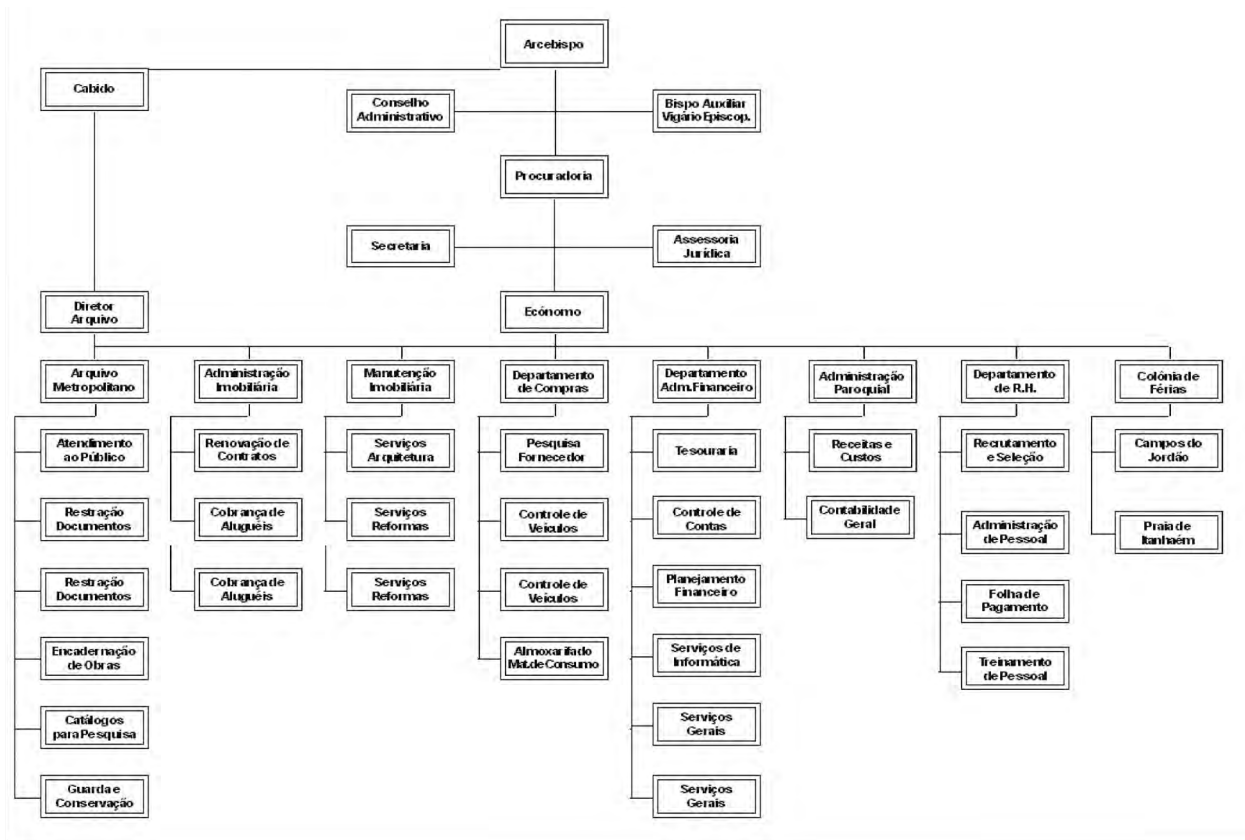 Arcebispo
Cabido
Conselho
Administrativo
Bispo Auxiliar
Vigário Episcop.
Procuradoria
Secretaria
Assessoria
Jurídica
Diretor
Arquivo
Ecónomo
Arquivo
Metropolitano
Administração
Imobiliária
Manutenção
Imobiliária
Departamento
de Compras
Departamento
Adm. Financeiro
Administração
Paroquial
Departamento
de R.H.
Colónia de
Férias
Atendimento
ao Público
Renovação de
Contratos
Serviços
Arquitetura
Pesquisa
Fornecedor
Tesouraria
Receitas e
Custos
Recrutamento
e Seleção
Campos do
Jordão
Restração
Documentos
Cobrança de
Aluguéis
Serviços
Reformas
Controle de
Veículos
Controle de
Contas
Contabilidade
Geral
Administração
de Pessoal
Praia de
Itanhaém
Restração
Documentos
Cobrança de
Aluguéis
Serviços
Reformas
Controle de
Veículos
Planejamento
Financeiro
Folha de
Pagamento
Encadernação
de Obras
Almoxarifado
Mat. de Consumo
Serviços de
Informática
Treinamento
de Pessoal
Catálogos
para Pesquisa
Serviços
Gerais
Guarda e
Conservação
Serviços
Gerais